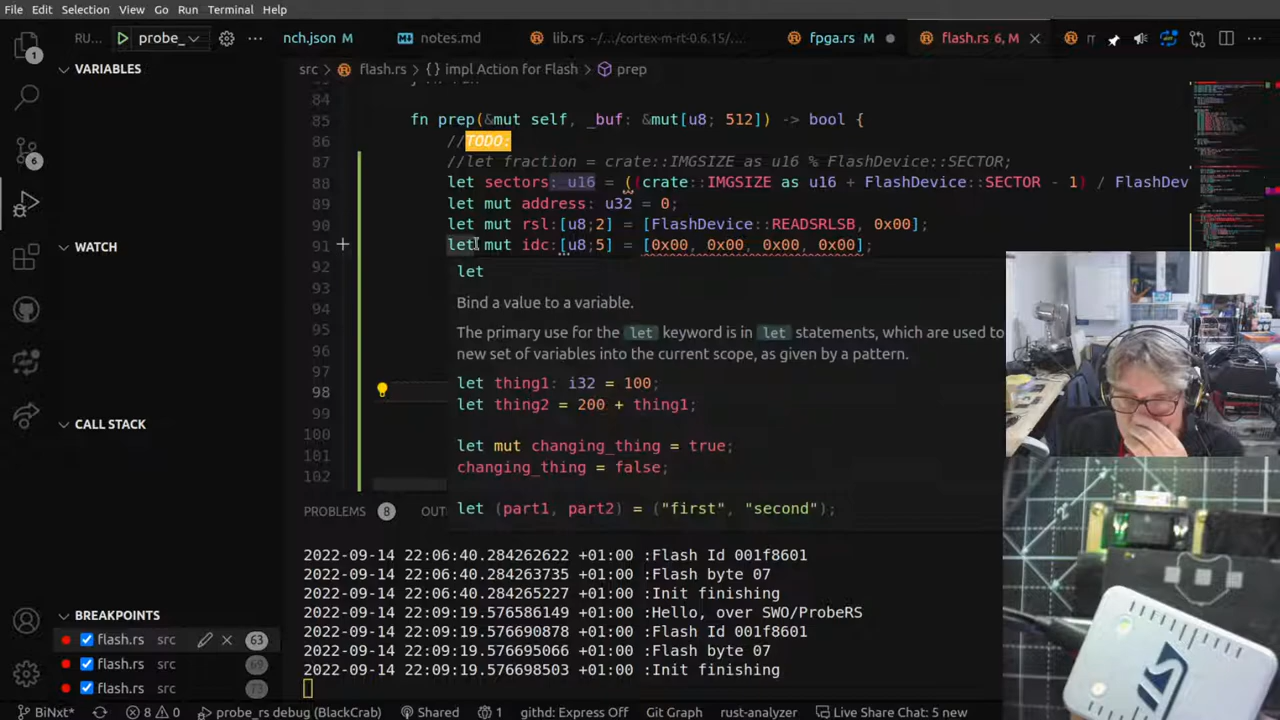 File Edit Selection View Go Run Terminal Help
RU... probe_ ... nch.json M notes.md lib.rs ~/.../cortex-m-rt-0.6.15/... fpga.rs M flash.rs 6, M
src > flash.rs > {} impl Action for Flash > prep
VARIABLES
84
85 fn prep(&mut self, _buf: &mut[u8; 512]) -> bool {
86 //TODO:
87 //let fraction = crate::IMGSIZE as u16 % FlashDevice::SECTOR;
88 let sectors: u16 = ((crate::IMGSIZE as u16 + FlashDevice::SECTOR - 1) / FlashDev
89 let mut address: u32 = 0;
90 let mut rsl:[u8;2] = [FlashDevice::READSRLSB, 0x00];
91 let mut idc:[u8;5] = [0x00, 0x00, 0x00, 0x00];
WATCH
92
93
94
95
96
97
98
99
100
101
102
let
Bind a value to a variable.
The primary use for the let keyword is in let statements, which are used to
new set of variables into the current scope, as given by a pattern.
let thing1: i32 = 100;
let thing2 = 200 + thing1;
let mut changing_thing = true;
changing_thing = false;
let (part1, part2) = ("first", "second");
CALL STACK
PROBLEMS 8 OUT
2022-09-14 22:06:40.284262622 +01:00 :Flash Id 001f8601
2022-09-14 22:06:40.284263735 +01:00 :Flash byte 07
2022-09-14 22:06:40.284265227 +01:00 :Init finishing
2022-09-14 22:09:19.576586149 +01:00 :Hello, over SWO/ProbeRS
2022-09-14 22:09:19.576690878 +01:00 :Flash Id 001f8601
2022-09-14 22:09:19.576695066 +01:00 :Flash byte 07
2022-09-14 22:09:19.576698503 +01:00 :Init finishing
BREAKPOINTS
flash.rs src 63
flash.rs src 69
flash.rs src 73
BiNxt* 8 0 probe_rs debug (BlackCrab) Shared 1 githd: Express Off Git Graph rust-analyzer Live Share Chat: 5 new